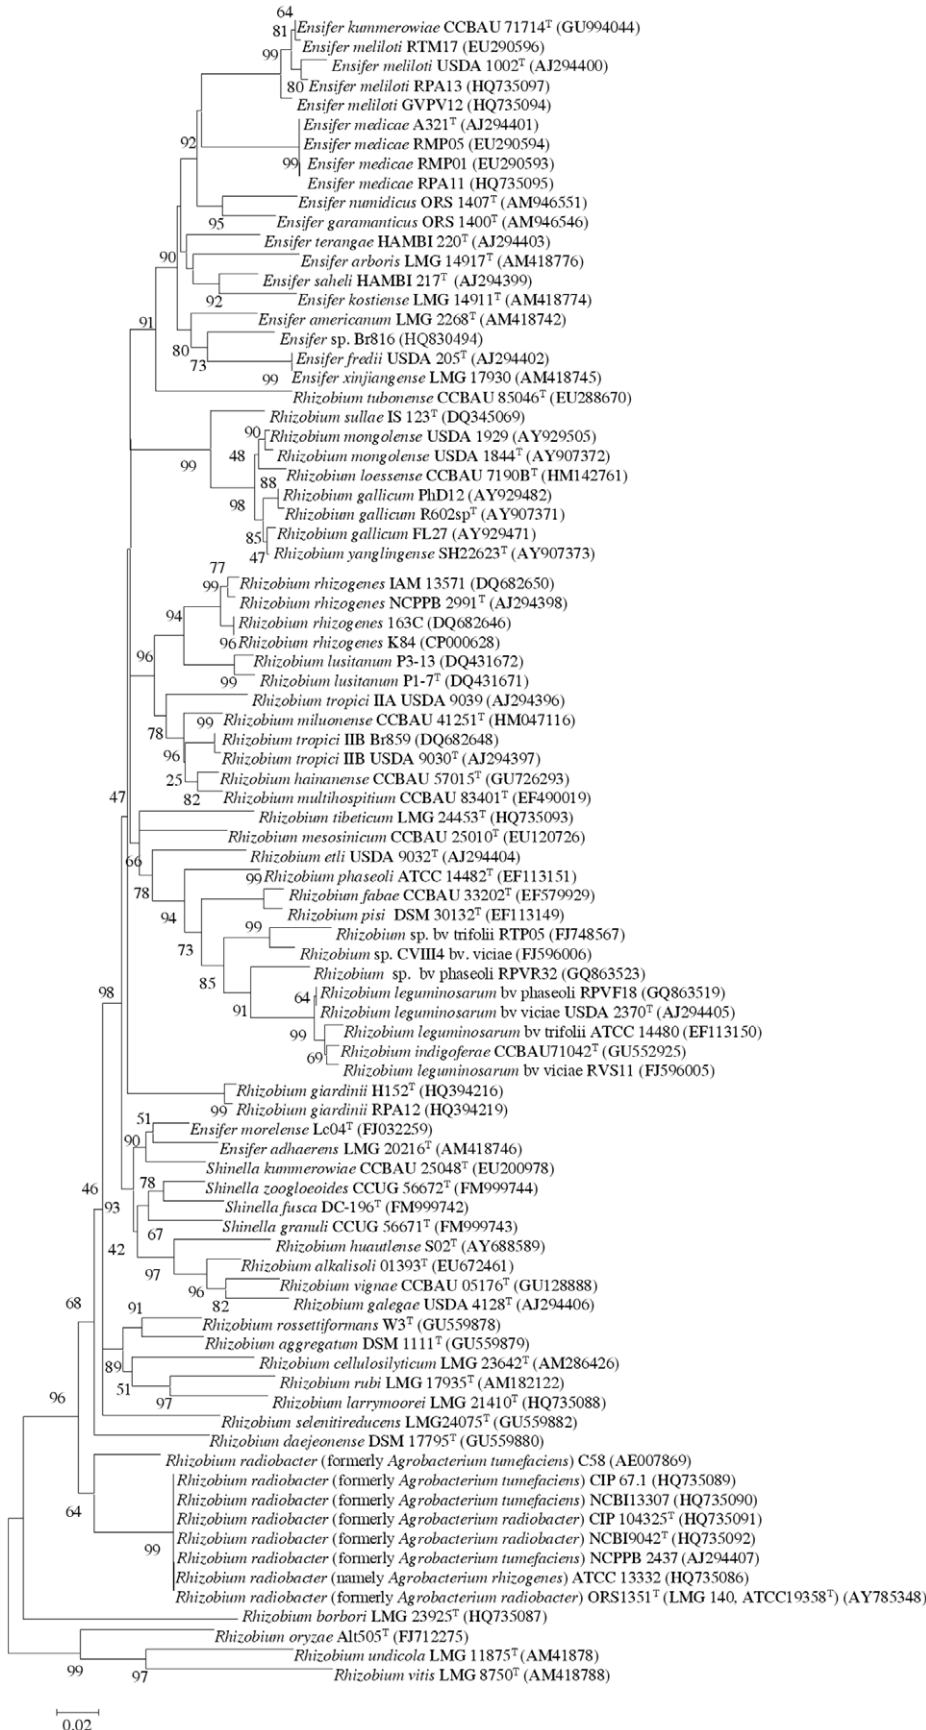 64
Ensifer kummerowiae CCBAU 71714ᵀ (GU994044)
81
Ensifer meliloti RTM17 (EU290596)
99
Ensifer meliloti USDA 1002ᵀ (AJ294400)
80
Ensifer meliloti RPA13 (HQ735097)
Ensifer meliloti GVPV12 (HQ735094)
Ensifer medicae A321ᵀ (AJ294401)
92
Ensifer medicae RMP05 (EU290594)
99
Ensifer medicae RMP01 (EU290593)
Ensifer medicae RPA11 (HQ735095)
Ensifer numidicus ORS 1407ᵀ (AM946551)
95
Ensifer garamanticus ORS 1400ᵀ (AM946546)
Ensifer terangae HAMBI 220ᵀ (AJ294403)
90
Ensifer arboris LMG 14917ᵀ (AM418776)
Ensifer saheli HAMBI 217ᵀ (AJ294399)
92
Ensifer kostiense LMG 14911ᵀ (AM418774)
91
Ensifer americanum LMG 2268ᵀ (AM418742)
Ensifer sp. Br816 (HQ830494)
80
73
Ensifer fredii USDA 205ᵀ (AJ294402)
99
Ensifer xinjiangense LMG 17930 (AM418745)
Rhizobium tubonense CCBAU 85046ᵀ (EU288670)
Rhizobium sullae IS 123ᵀ (DQ345069)
90
Rhizobium mongolense USDA 1929 (AY929505)
48
Rhizobium mongolense USDA 1844ᵀ (AY907372)
99
Rhizobium loessense CCBAU 7190Bᵀ (HM142761)
88
Rhizobium gallicum PhD12 (AY929482)
98
Rhizobium gallicum R602spᵀ (AY907371)
85
Rhizobium gallicum FL27 (AY929471)
47
Rhizobium yanglingense SH22623ᵀ (AY907373)
77
99
Rhizobium rhizogenes IAM 13571 (DQ682650)
Rhizobium rhizogenes NCPPB 2991ᵀ (AJ294398)
94
Rhizobium rhizogenes 163C (DQ682646)
96
Rhizobium rhizogenes K84 (CP000628)
96
Rhizobium lusitanum P3-13 (DQ431672)
99
Rhizobium lusitanum P1-7ᵀ (DQ431671)
Rhizobium tropici IIA USDA 9039 (AJ294396)
99
Rhizobium miluonense CCBAU 41251ᵀ (HM047116)
78
Rhizobium tropici IIB Br859 (DQ682648)
96
Rhizobium tropici IIB USDA 9030ᵀ (AJ294397)
25
Rhizobium hainanense CCBAU 57015ᵀ (GU726293)
47
82
Rhizobium multihospitium CCBAU 83401ᵀ (EF490019)
Rhizobium tibeticum LMG 24453ᵀ (HQ735093)
Rhizobium mesosinicum CCBAU 25010ᵀ (EU120726)
66
Rhizobium etli USDA 9032ᵀ (AJ294404)
99
Rhizobium phaseoli ATCC 14482ᵀ (EF113151)
78
Rhizobium fabae CCBAU 33202ᵀ (EF579929)
94
Rhizobium pisi DSM 30132ᵀ (EF113149)
99
Rhizobium sp. bv trifolii RTP05 (FJ748567)
73
Rhizobium sp. CVIII4 bv. viciae (FJ596006)
85
Rhizobium sp. bv phaseoli RPVR32 (GQ863523)
98
64
Rhizobium leguminosarum bv phaseoli RPVF18 (GQ863519)
91
Rhizobium leguminosarum bv viciae USDA 2370ᵀ (AJ294405)
99
Rhizobium leguminosarum bv trifolii ATCC 14480 (EF113150)
69
Rhizobium indigoferae CCBAU71042ᵀ (GU552925)
Rhizobium leguminosarum bv viciae RVS11 (FJ596005)
Rhizobium giardinii H152ᵀ (HQ394216)
99
Rhizobium giardinii RPA12 (HQ394219)
51
Ensifer morelense Lc04ᵀ (FJ032259)
90
Ensifer adhaerens LMG 20216ᵀ (AM418746)
Shinella kummerowiae CCBAU 25048ᵀ (EU200978)
46
78
Shinella zoogloeoides CCUG 56672ᵀ (FM999744)
93
Shinella fusca DC-196ᵀ (FM999742)
67
Shinella granuli CCUG 56671ᵀ (FM999743)
42
Rhizobium huautlense S02ᵀ (AY688589)
97
Rhizobium alkalisoli 01393ᵀ (EU672461)
96
Rhizobium vignae CCBAU 05176ᵀ (GU128888)
68
82
Rhizobium galegae USDA 4128ᵀ (AJ294406)
91
Rhizobium rossettiformans W3ᵀ (GU559878)
Rhizobium aggregatum DSM 1111ᵀ (GU559879)
89
Rhizobium cellulosilyticum LMG 23642ᵀ (AM286426)
51
Rhizobium rubi LMG 17935ᵀ (AM182122)
96
97
Rhizobium larrymoorei LMG 21410ᵀ (HQ735088)
Rhizobium selenitireducens LMG24075ᵀ (GU559882)
Rhizobium daejeonense DSM 17795ᵀ (GU559880)
Rhizobium radiobacter (formerly Agrobacterium tumefaciens) C58 (AE007869)
Rhizobium radiobacter (formerly Agrobacterium tumefaciens) CIP 67.1 (HQ735089)
Rhizobium radiobacter (formerly Agrobacterium tumefaciens) NCBI13307 (HQ735090)
64
Rhizobium radiobacter (formerly Agrobacterium radiobacter) CIP 104325ᵀ (HQ735091)
Rhizobium radiobacter (formerly Agrobacterium radiobacter) NCBI9042ᵀ (HQ735092)
99
Rhizobium radiobacter (formerly Agrobacterium tumefaciens) NCPPB 2437 (AJ294407)
Rhizobium radiobacter (namely Agrobacterium rhizogenes) ATCC 13332 (HQ735086)
Rhizobium radiobacter (formerly Agrobacterium radiobacter) ORS1351ᵀ (LMG 140, ATCC19358ᵀ) (AY785348)
Rhizobium borbori LMG 23925ᵀ (HQ735087)
Rhizobium oryzae Alt505ᵀ (FJ712275)
Rhizobium undicola LMG 11875ᵀ (AM41878)
99
97
Rhizobium vitis LMG 8750ᵀ (AM418788)
0.02